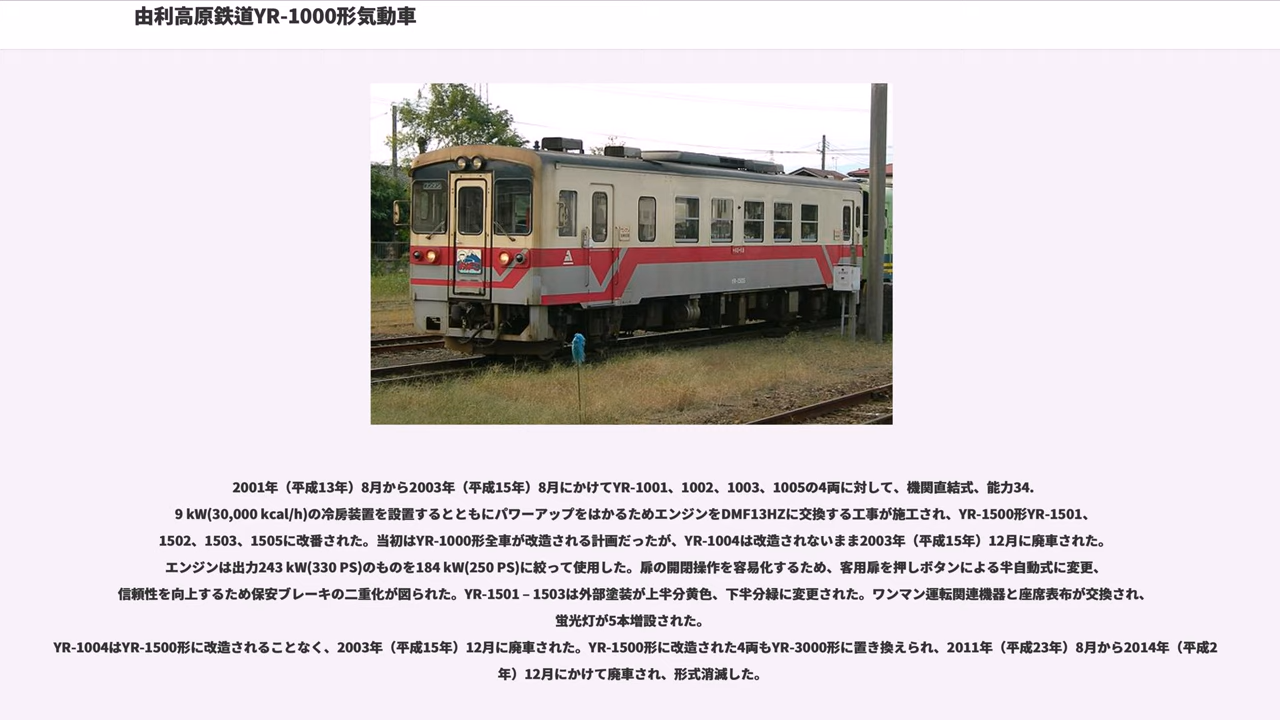 由利高原鉄道YR-1000形気動車
2001年（平成13年）8月から2003年（平成15年）8月にかけてYR-1001、1002、1003、1005の4両に対して、機関直結式、能力34.
9 kW(30,000 kcal/h)の冷房装置を設置するとともにパワーアップをはかるためエンジンをDMF13HZに交換する工事が施工され、YR-1500形YR-1501、
1502、1503、1505に改番された。当初はYR-1000形全車が改造される計画だったが、YR-1004は改造されないまま2003年（平成15年）12月に廃車された。
エンジンは出力243 kW(330 PS)のものを184 kW(250 PS)に絞って使用した。扉の開閉操作を容易化するため、客用扉を押しボタンによる半自動式に変更、
信頼性を向上するため保安ブレーキの二重化が図られた。YR-1501 – 1503は外部塗装が上半分黄色、下半分緑に変更された。ワンマン運転関連機器と座席表布が交換され、
蛍光灯が5本増設された。
YR-1004はYR-1500形に改造されることなく、2003年（平成15年）12月に廃車された。YR-1500形に改造された4両もYR-3000形に置き換えられ、2011年（平成23年）8月から2014年（平成2
年）12月にかけて廃車され、形式消滅した。